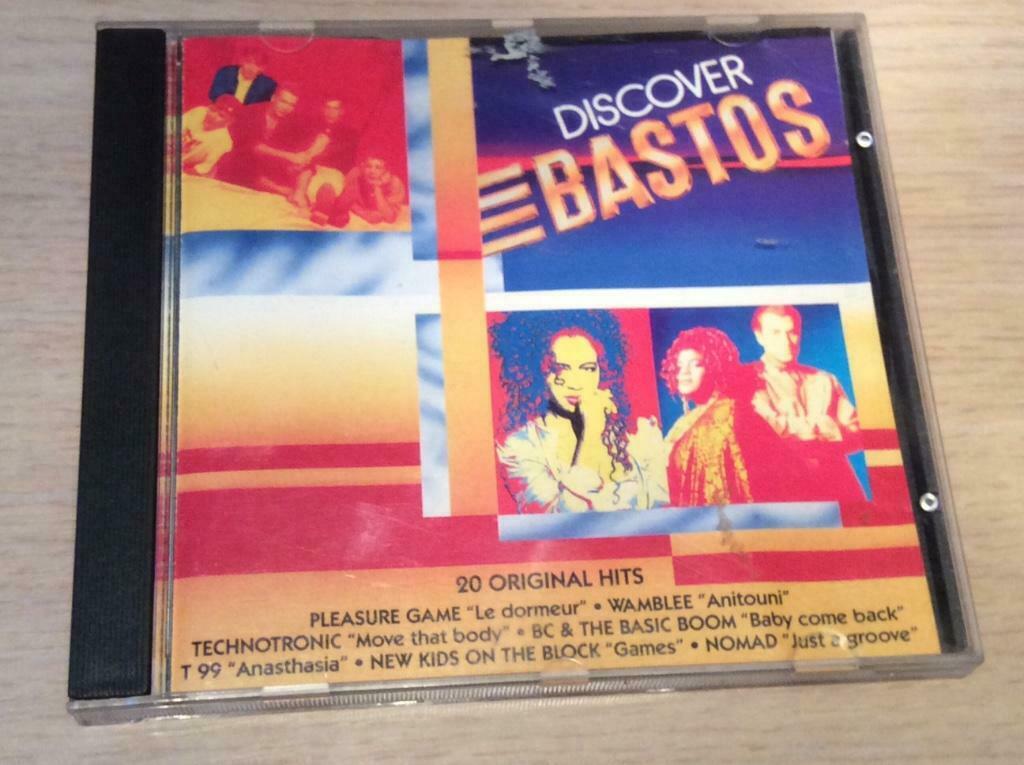 DISCOVER
BASTOS
20 ORIGINAL HITS
PLEASURE GAME "Le dormeur" • WAMBLEE "Anitouni"
TECHNOTRONIC "Move that body" • BC & THE BASIC BOOM "Baby come back"
T 99 "Anasthasia" • NEW KIDS ON THE BLOCK "Games" • NOMAD "Just a groove"